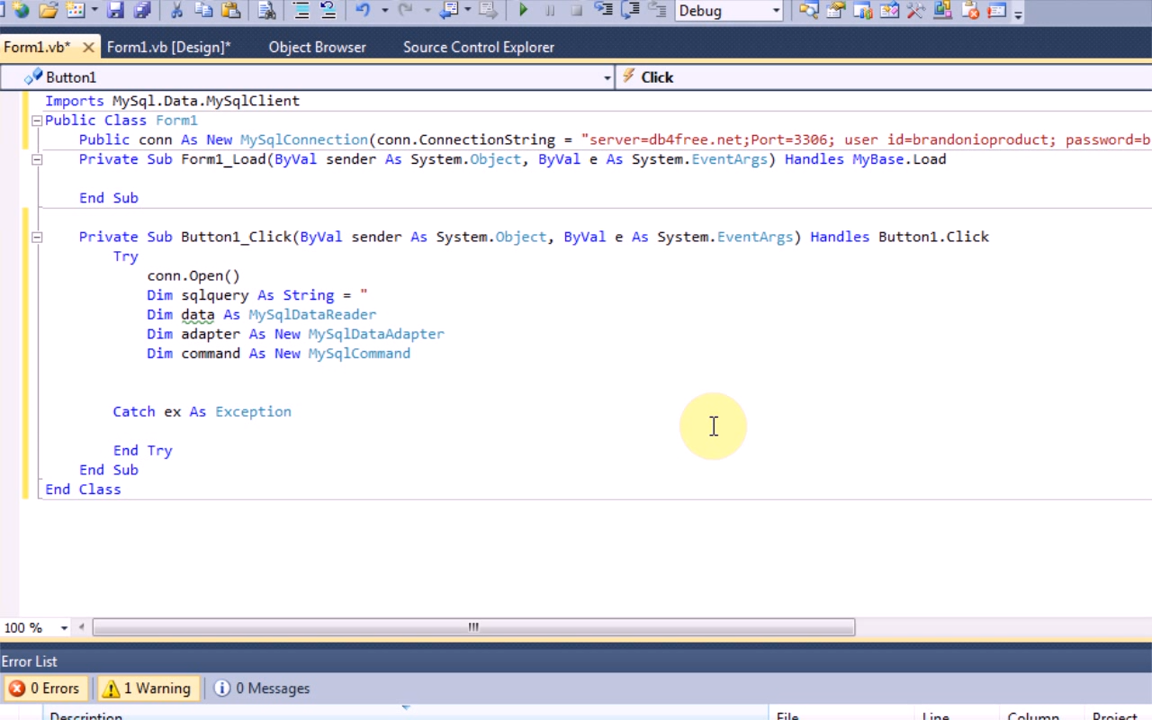 Debug
Form1.vb* Form1.vb [Design]* Object Browser Source Control Explorer
Button1 Click
Imports MySql.Data.MySqlClient
Public Class Form1
Public conn As New MySqlConnection(conn.ConnectionString = "server=db4free.net;Port=3306; user id=brandonioproduct; password=b
Private Sub Form1_Load(ByVal sender As System.Object, ByVal e As System.EventArgs) Handles MyBase.Load
End Sub
Private Sub Button1_Click(ByVal sender As System.Object, ByVal e As System.EventArgs) Handles Button1.Click
Try
conn.Open()
Dim sqlquery As String = "
Dim data As MySqlDataReader
Dim adapter As New MySqlDataAdapter
Dim command As New MySqlCommand
Catch ex As Exception
End Try
End Sub
End Class
100 %
Error List
0 Errors 1 Warning 0 Messages
Description File Line Column Project